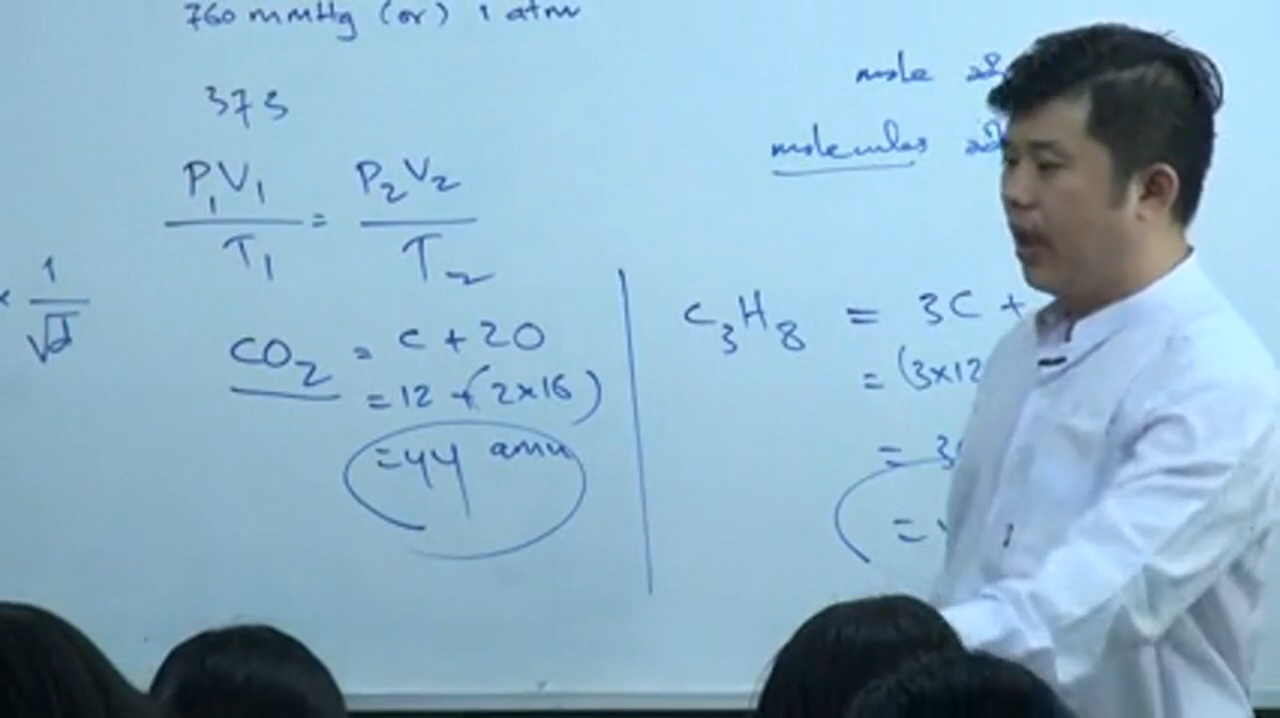 760 mmHg (or) 1 atm
373
P₁V₁/T₁ = P₂V₂/T₂
× 1/√d
CO₂ = C + 2O
= 12 + (2×16)
= 44 amu
mole
molecules
C₃H₈ = 3C +
= (3×12
= 3
=